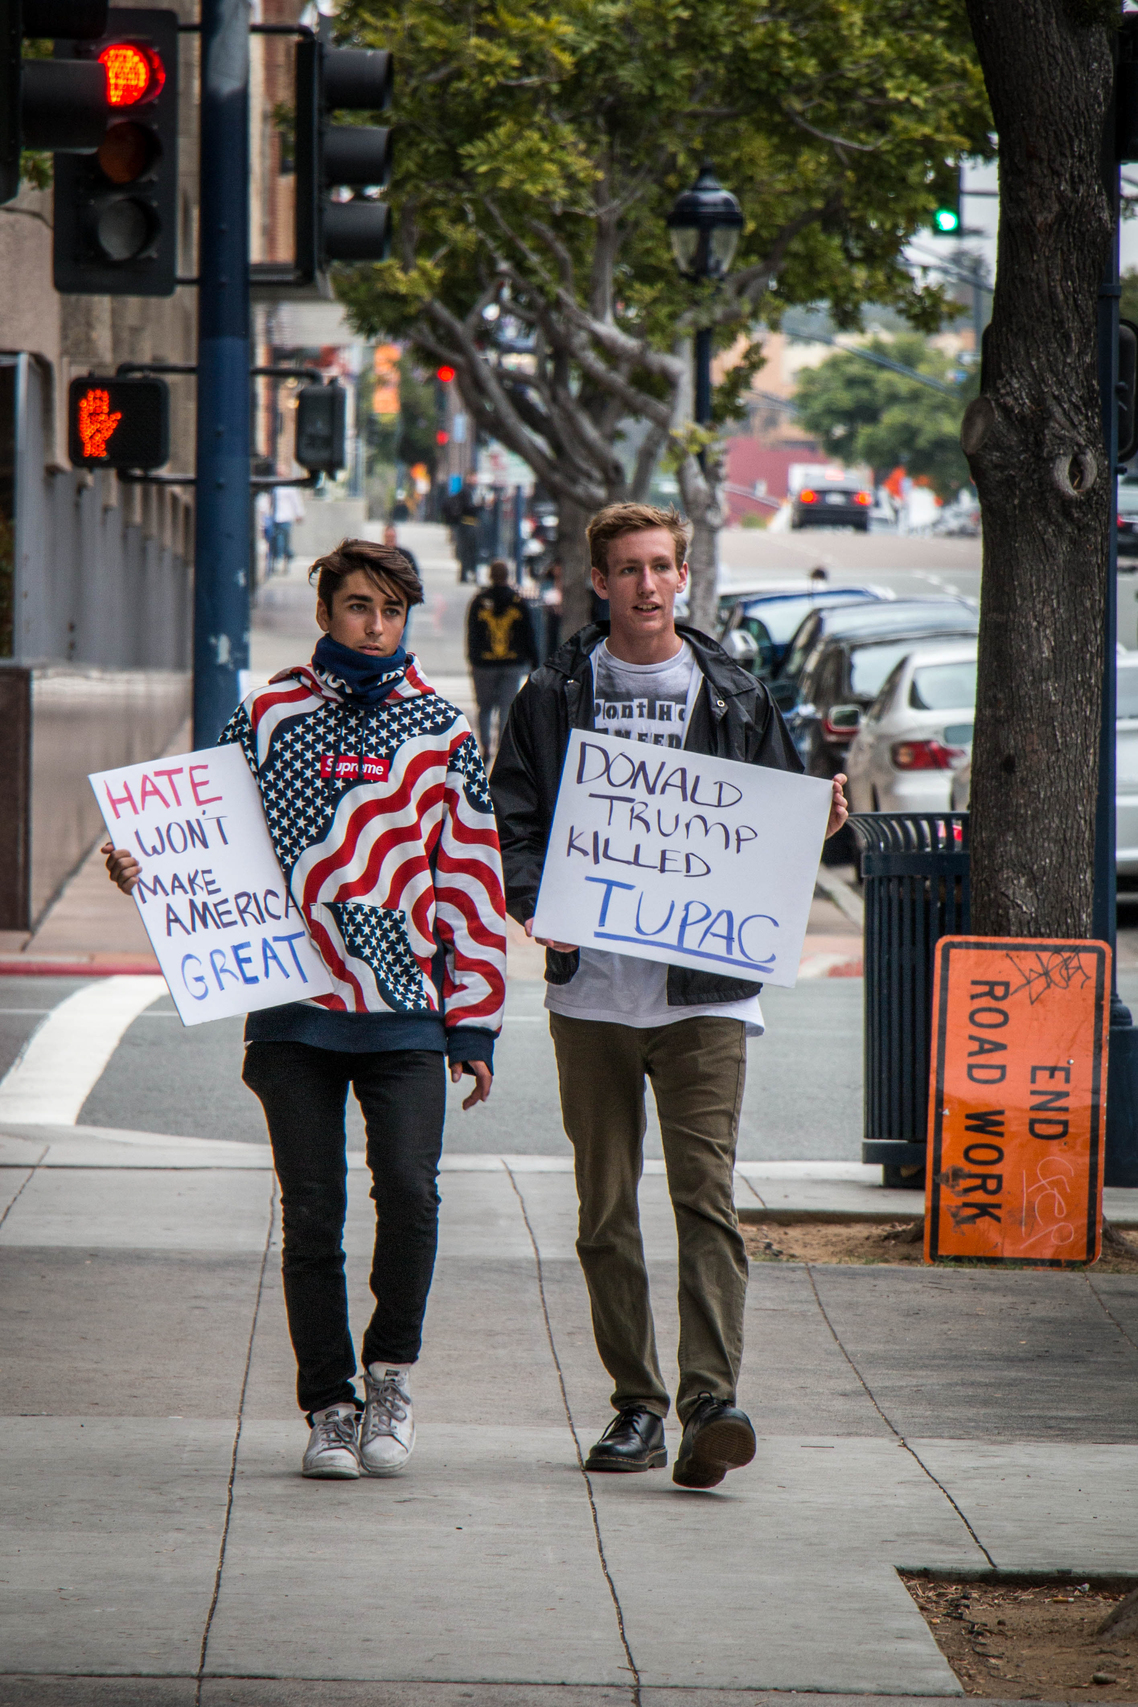 HATE
WON'T
MAKE
AMERICA
GREAT
Supreme
DONALD
TRUMP
KILLED
TUPAC
END
ROAD WORK